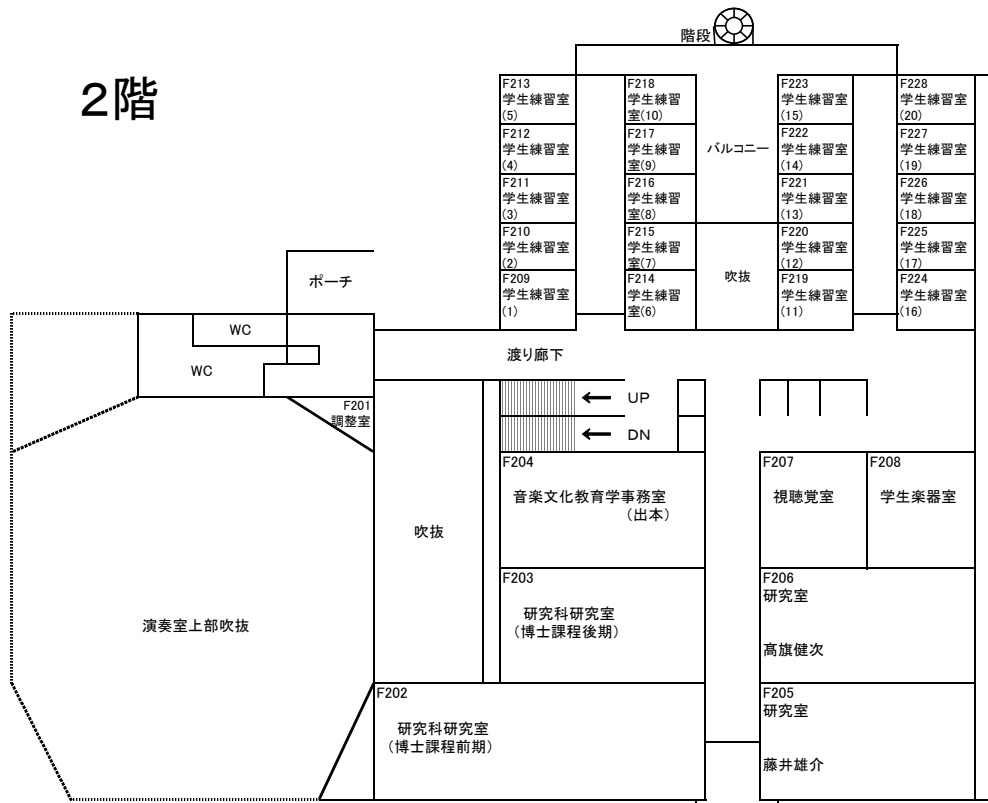 2階
階段
F213
学生練習室
(5)
F218
学生練習
室(10)
F223
学生練習室
(15)
F228
学生練習室
(20)
F212
学生練習室
(4)
F217
学生練習
室(9)
バルコニー
F222
学生練習室
(14)
F227
学生練習室
(19)
F211
学生練習室
(3)
F216
学生練習
室(8)
F221
学生練習室
(13)
F226
学生練習室
(18)
F210
学生練習室
(2)
F215
学生練習
室(7)
吹抜
F220
学生練習室
(12)
F225
学生練習室
(17)
F209
学生練習室
(1)
F214
学生練習
室(6)
F219
学生練習室
(11)
F224
学生練習室
(16)
ポーチ
WC
WC
渡り廊下
F201
調整室
← UP
← DN
F204
音楽文化教育学事務室
(出本)
F207
視聴覚室
F208
学生楽器室
吹抜
F203
研究科研究室
(博士課程後期)
F206
研究室
髙旗健次
演奏室上部吹抜
F202
研究科研究室
(博士課程前期)
F205
研究室
藤井雄介